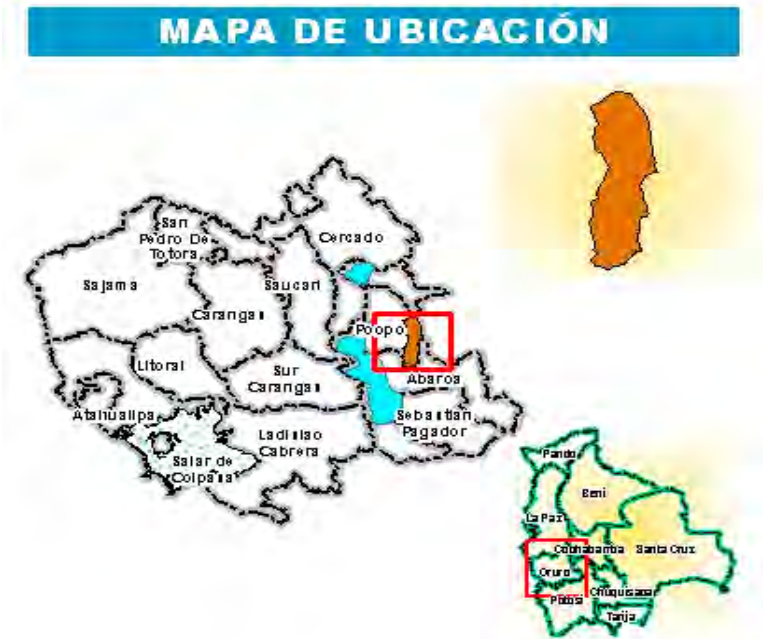 MAPA DE UBICACIÓN
San
Pedro De
Totora
Cercado
Sajama
Saucari
Carangas
Poopo
Litoral
Sur
Carangas
Abaroa
Atahuallpa
Sebastian
Pagador
Ladislao
Cabrera
Salar de
Coipasa
Pando
Beni
La Paz
Cochabamba
Santa Cruz
Oruro
Chuquisaca
Potosi
Tarija